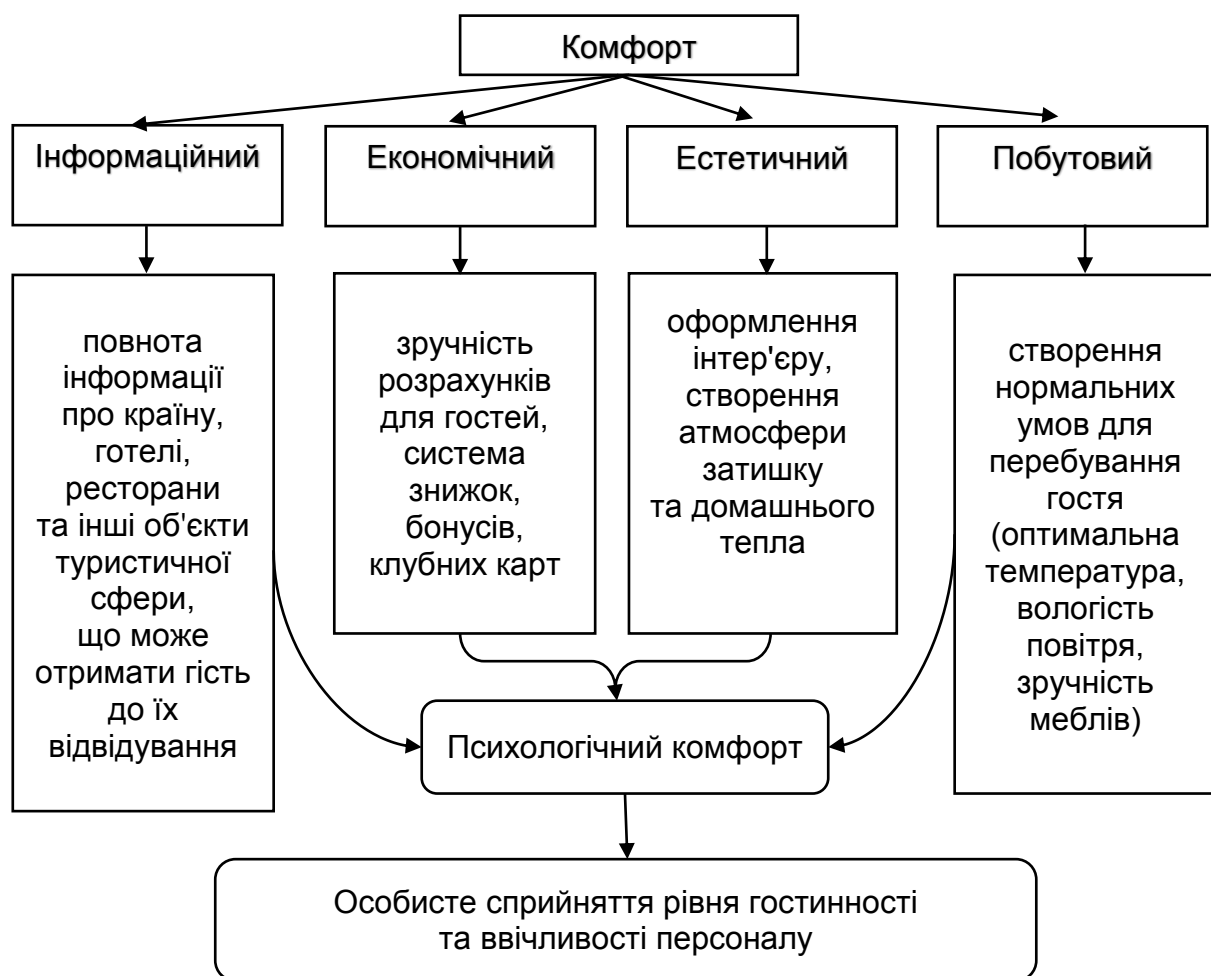 Комфорт
Інформаційний
Економічний
Естетичний
Побутовий
повнота
інформації
про країну,
готелі,
ресторани
та інші об'єкти
туристичної
сфери,
що може
отримати гість
до їх
відвідування
зручність
розрахунків
для гостей,
система
знижок,
бонусів,
клубних карт
оформлення
інтер'єру,
створення
атмосфери
затишку
та домашнього
тепла
створення
нормальних
умов для
перебування
гостя
(оптимальна
температура,
вологість
повітря,
зручність
меблів)
Психологічний комфорт
Особисте сприйняття рівня гостинності
та ввічливості персоналу